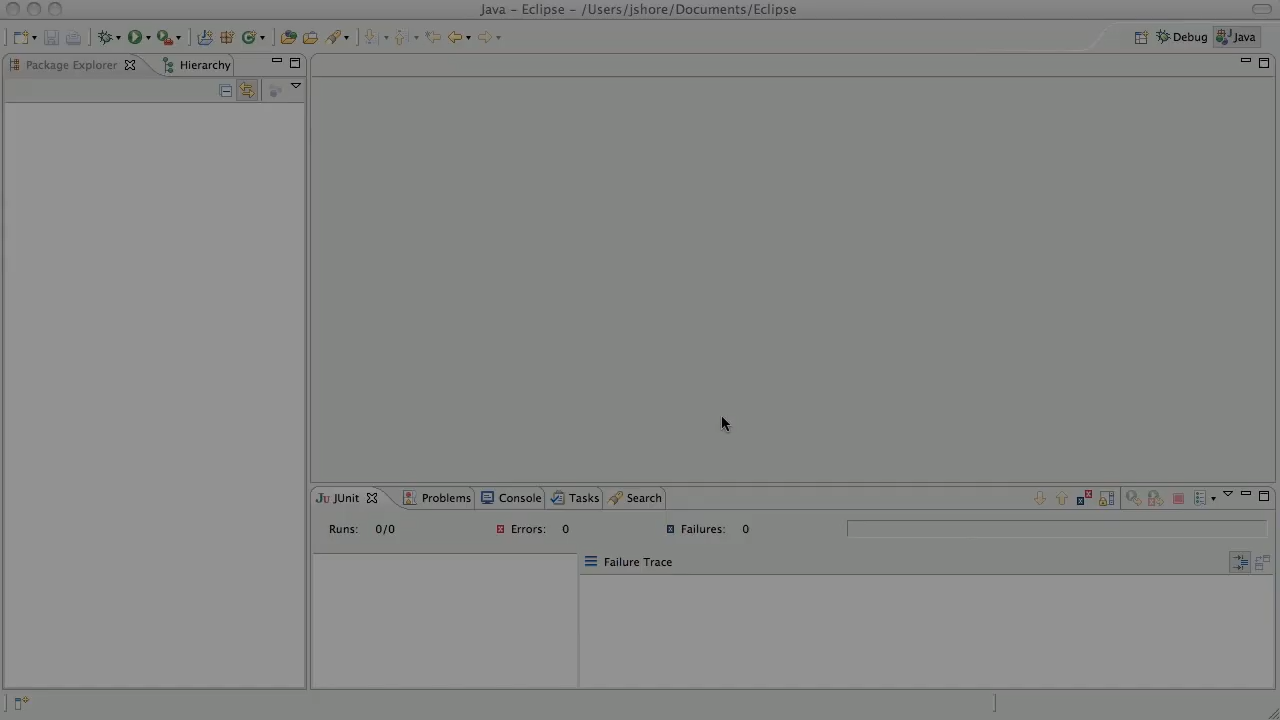 Java – Eclipse – /Users/jshore/Documents/Eclipse
Debug Java
Package Explorer Hierarchy
JUnit Problems Console Tasks Search
Runs: 0/0 Errors: 0 Failures: 0
Failure Trace